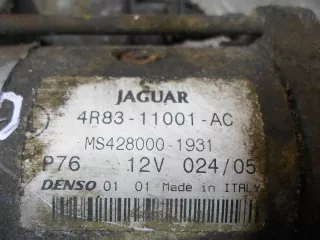 JAGUAR
4R83-11001-AC
MS428000-1931
P76 12V 024/05
DENSO 01 01 Made in ITALY